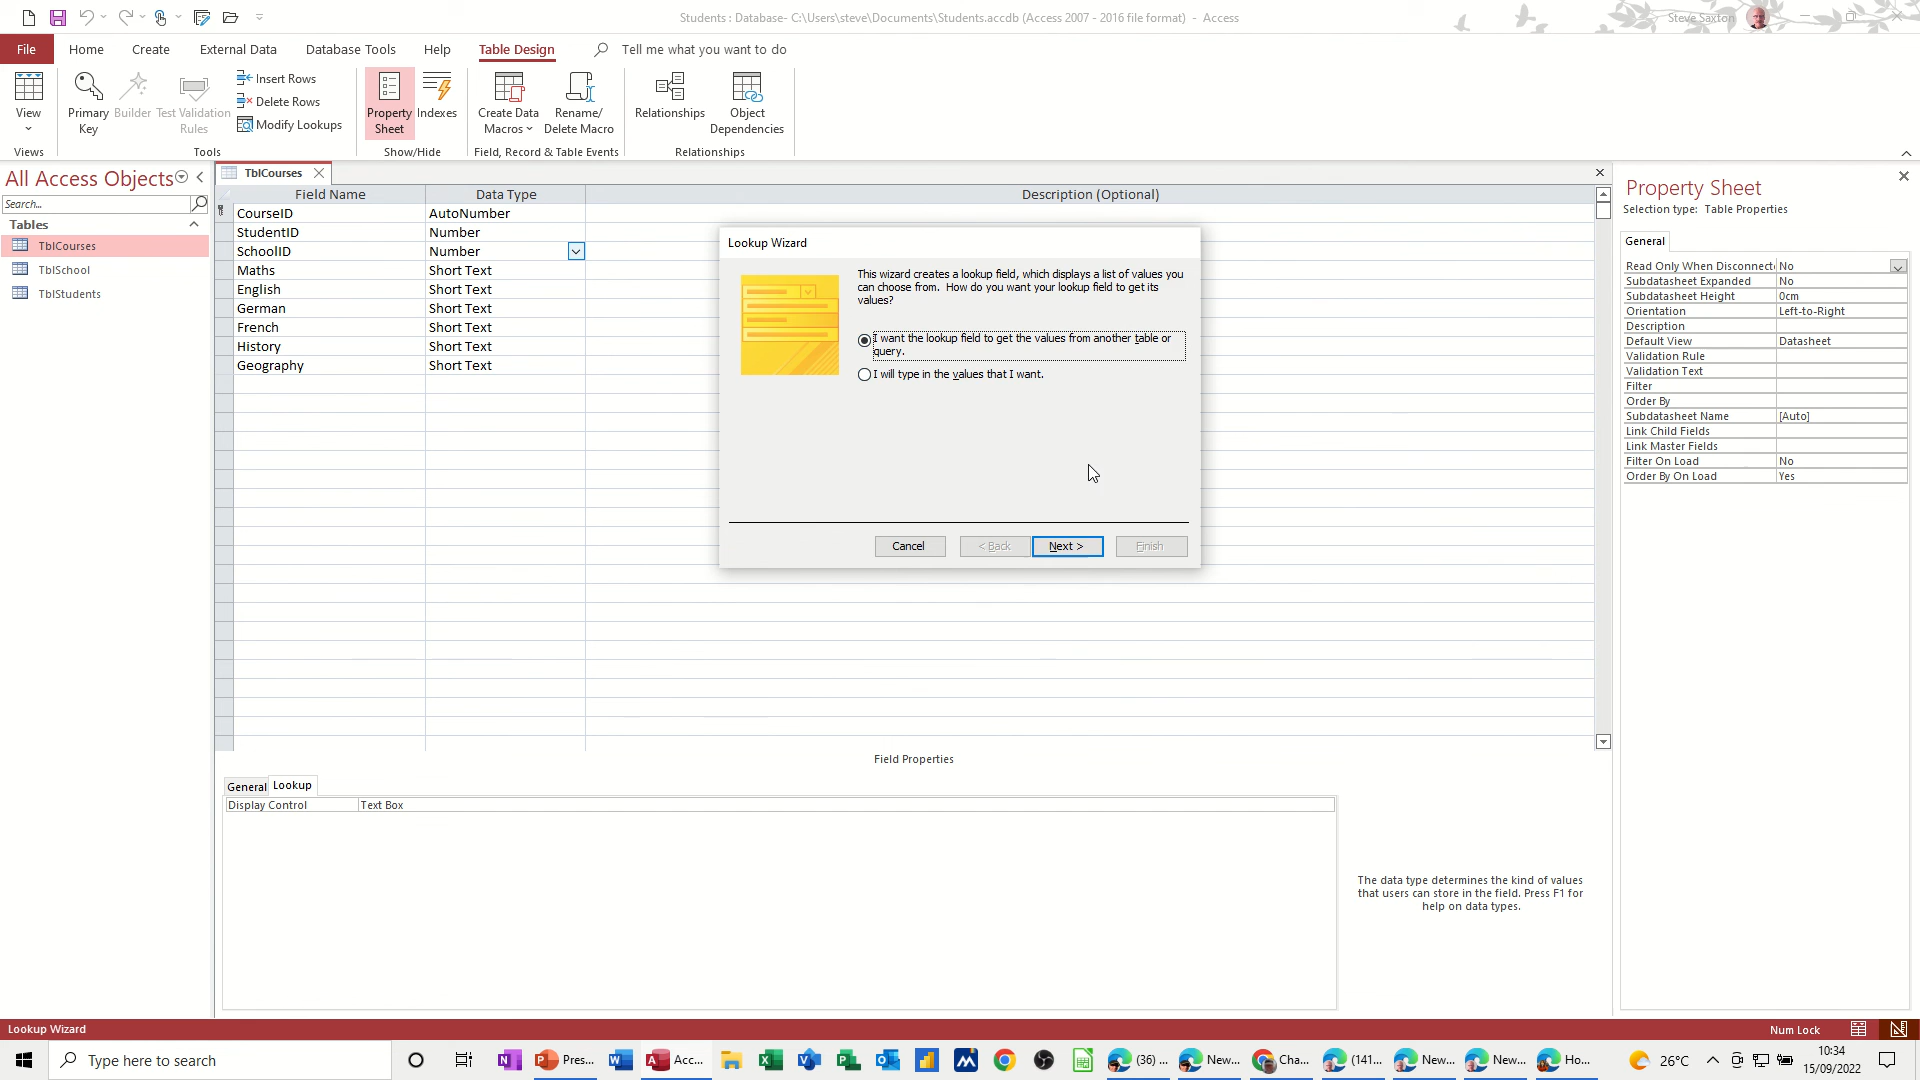 Students : Database- C:\Users\steve\Documents\Students.accdb (Access 2007 - 2016 file format)  -  Access
Steve Saxton
File
Home
Create
External Data
Database Tools
Help
Table Design
Tell me what you want to do
View
Primary
Key
Builder
Test Validation
Rules
Insert Rows
Delete Rows
Modify Lookups
Property
Sheet
Indexes
Create Data
Macros
Rename/
Delete Macro
Relationships
Object
Dependencies
Views
Tools
Show/Hide
Field, Record & Table Events
Relationships
All Access Objects
Search...
Tables
TblCourses
TblSchool
TblStudents
TblCourses
Field Name
Data Type
Description (Optional)
CourseID
AutoNumber
StudentID
Number
SchoolID
Number
Maths
Short Text
English
Short Text
German
Short Text
French
Short Text
History
Short Text
Geography
Short Text
Lookup Wizard
This wizard creates a lookup field, which displays a list of values you
can choose from.  How do you want your lookup field to get its
values?
I want the lookup field to get the values from another table or
query.
I will type in the values that I want.
Cancel
< Back
Next >
Finish
Field Properties
General
Lookup
Display Control
Text Box
The data type determines the kind of values
that users can store in the field. Press F1 for
help on data types.
Property Sheet
Selection type:  Table Properties
General
Read Only When Disconnect
No
Subdatasheet Expanded
No
Subdatasheet Height
0cm
Orientation
Left-to-Right
Description
Default View
Datasheet
Validation Rule
Validation Text
Filter
Order By
Subdatasheet Name
[Auto]
Link Child Fields
Link Master Fields
Filter On Load
No
Order By On Load
Yes
Lookup Wizard
Num Lock
Type here to search
Pres...
Acc...
(36) ...
New...
Cha...
(141...
New...
New...
Ho...
26°C
10:34
15/09/2022